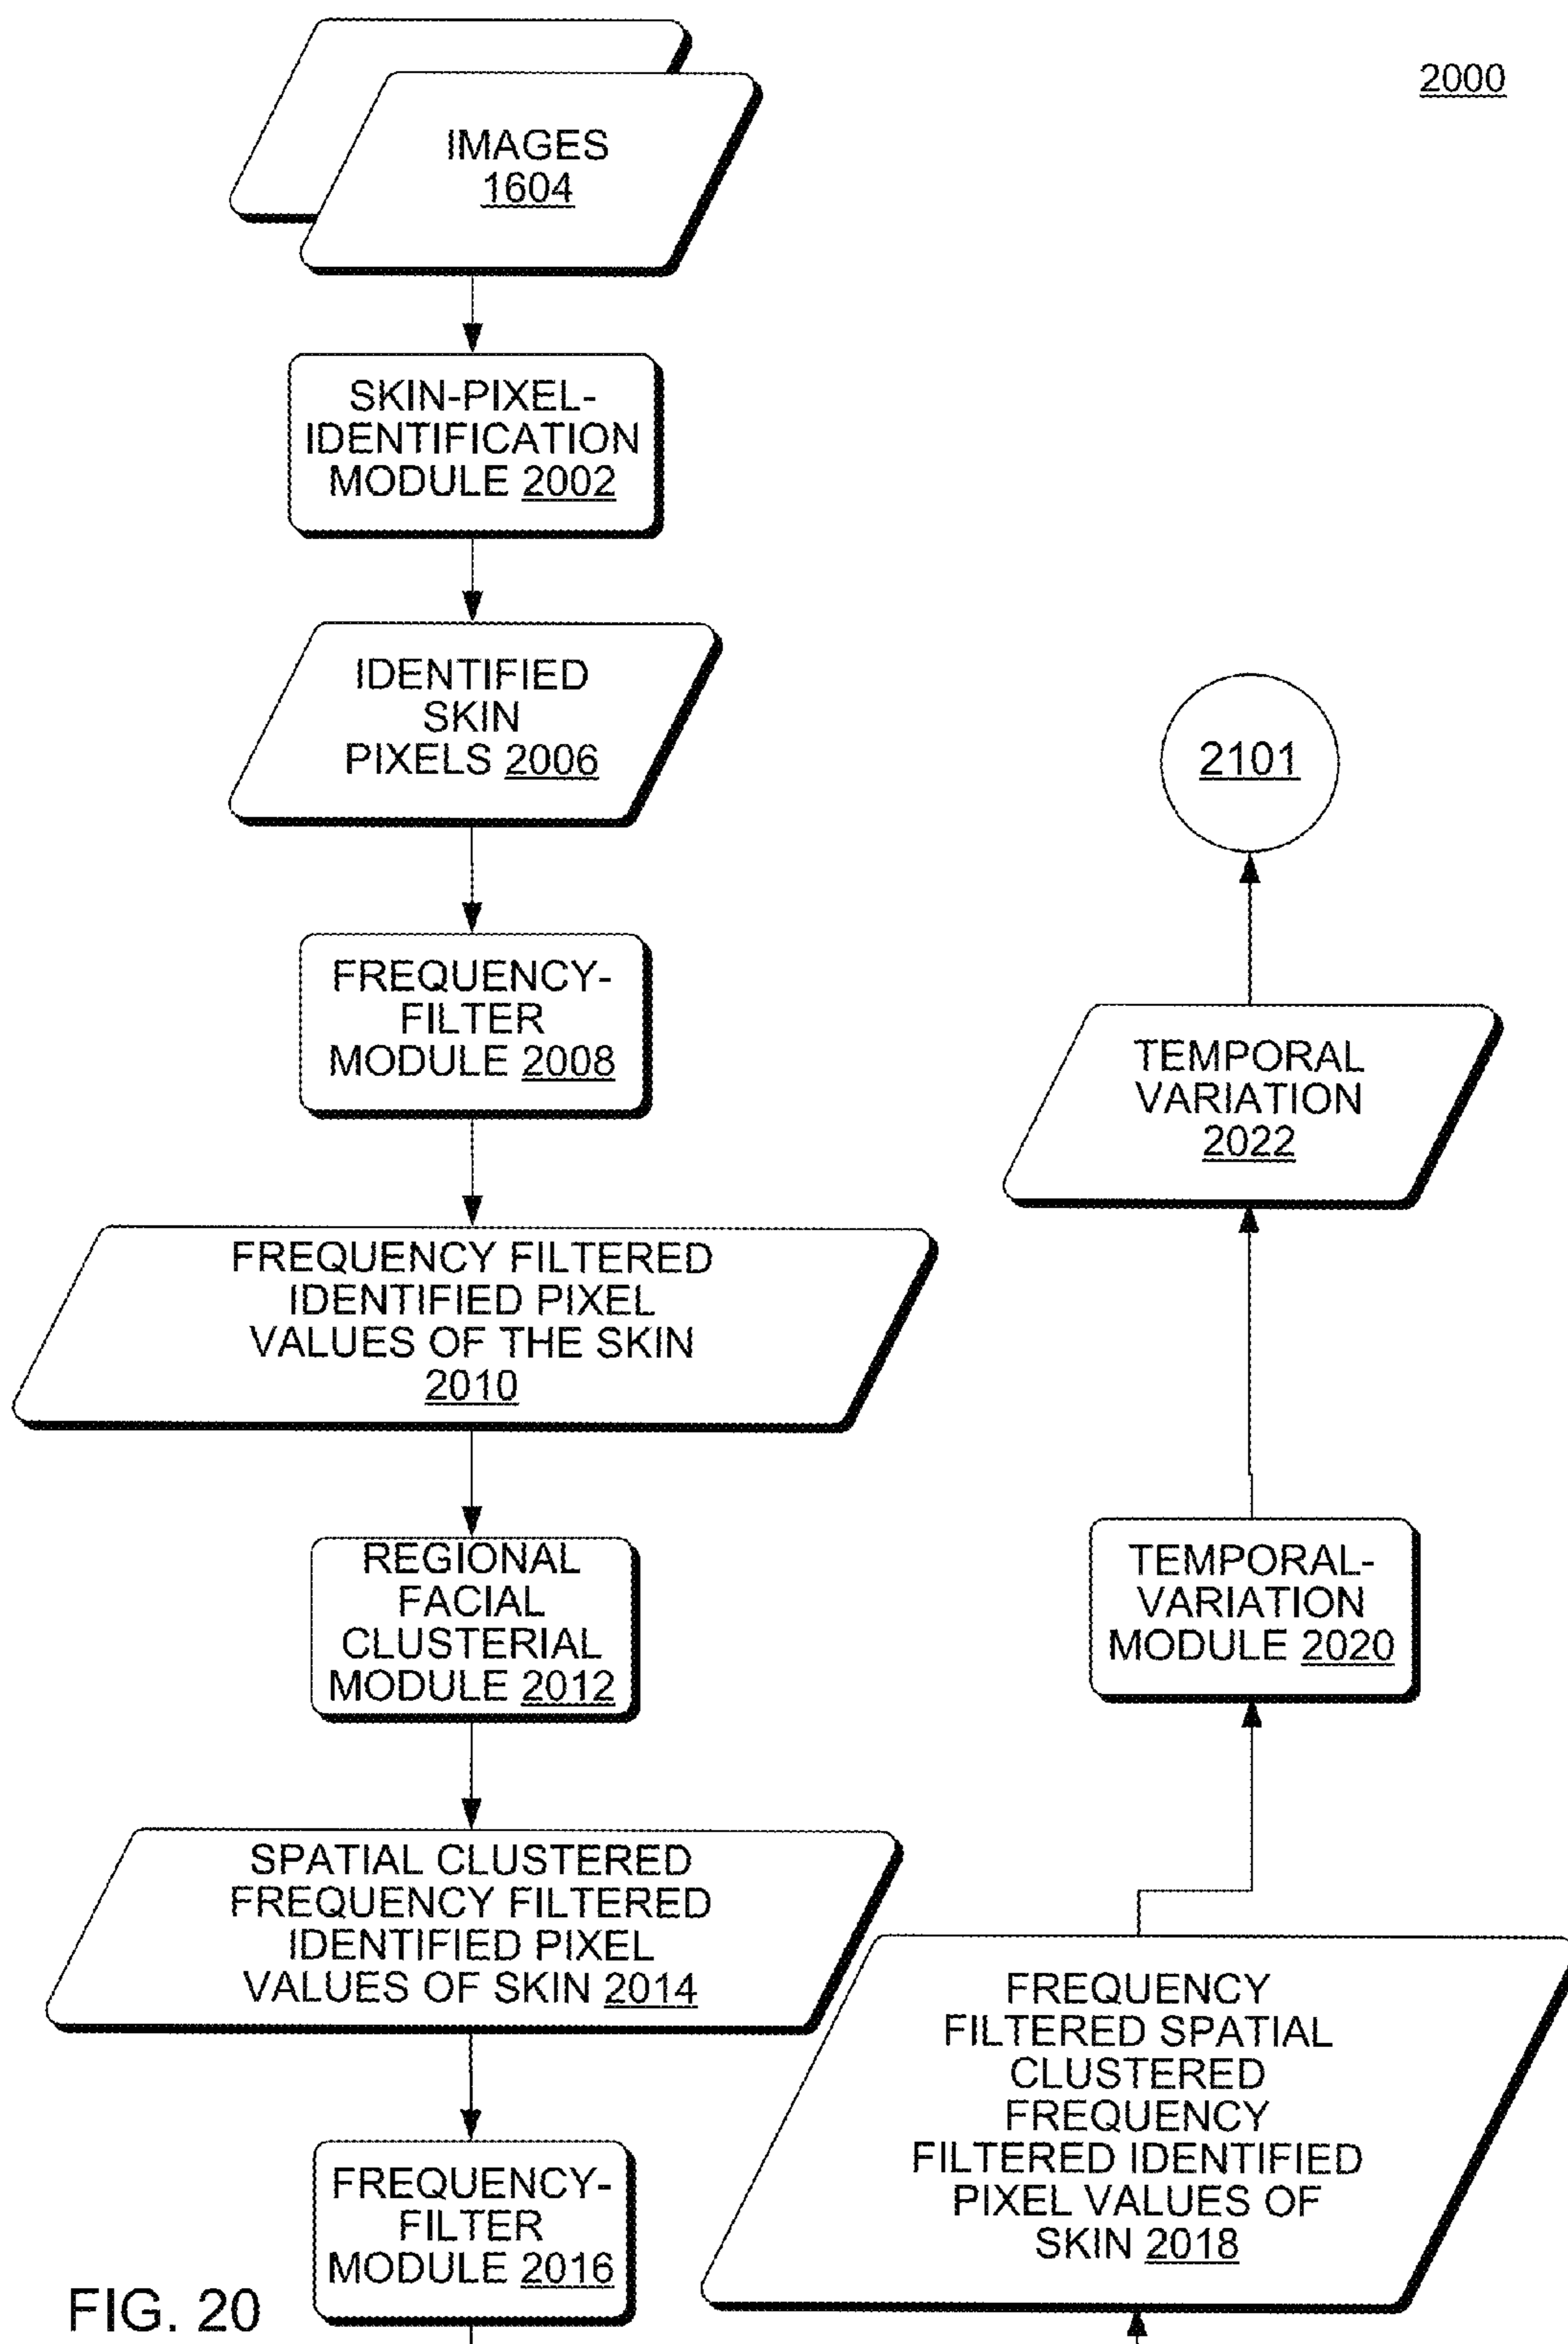 2000
IMAGES
1604
SKIN-PIXEL-
IDENTIFICATION
MODULE 2002
IDENTIFIED
SKIN
PIXELS 2006
FREQUENCY-
FILTER
MODULE 2008
FREQUENCY FILTERED
IDENTIFIED PIXEL
VALUES OF THE SKIN
2010
REGIONAL
FACIAL
CLUSTERIAL
MODULE 2012
SPATIAL CLUSTERED
FREQUENCY FILTERED
IDENTIFIED PIXEL
VALUES OF SKIN 2014
FREQUENCY-
FILTER
MODULE 2016
FREQUENCY
FILTERED SPATIAL
CLUSTERED
FREQUENCY
FILTERED IDENTIFIED
PIXEL VALUES OF
SKIN 2018
TEMPORAL-
VARIATION
MODULE 2020
TEMPORAL
VARIATION
2022
2101
FIG. 20